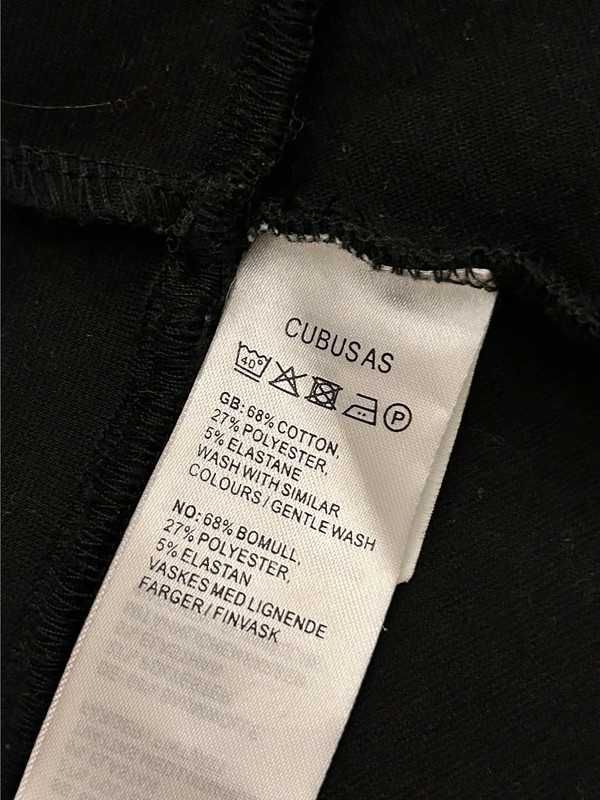 CUBUS AS
40°
P
GB: 68% COTTON,
27% POLYESTER,
5% ELASTANE
WASH WITH SIMILAR
COLOURS / GENTLE WASH
NO: 68% BOMULL,
27% POLYESTER,
5% ELASTAN
VASKES MED LIGNENDE
FARGER / FINVASK